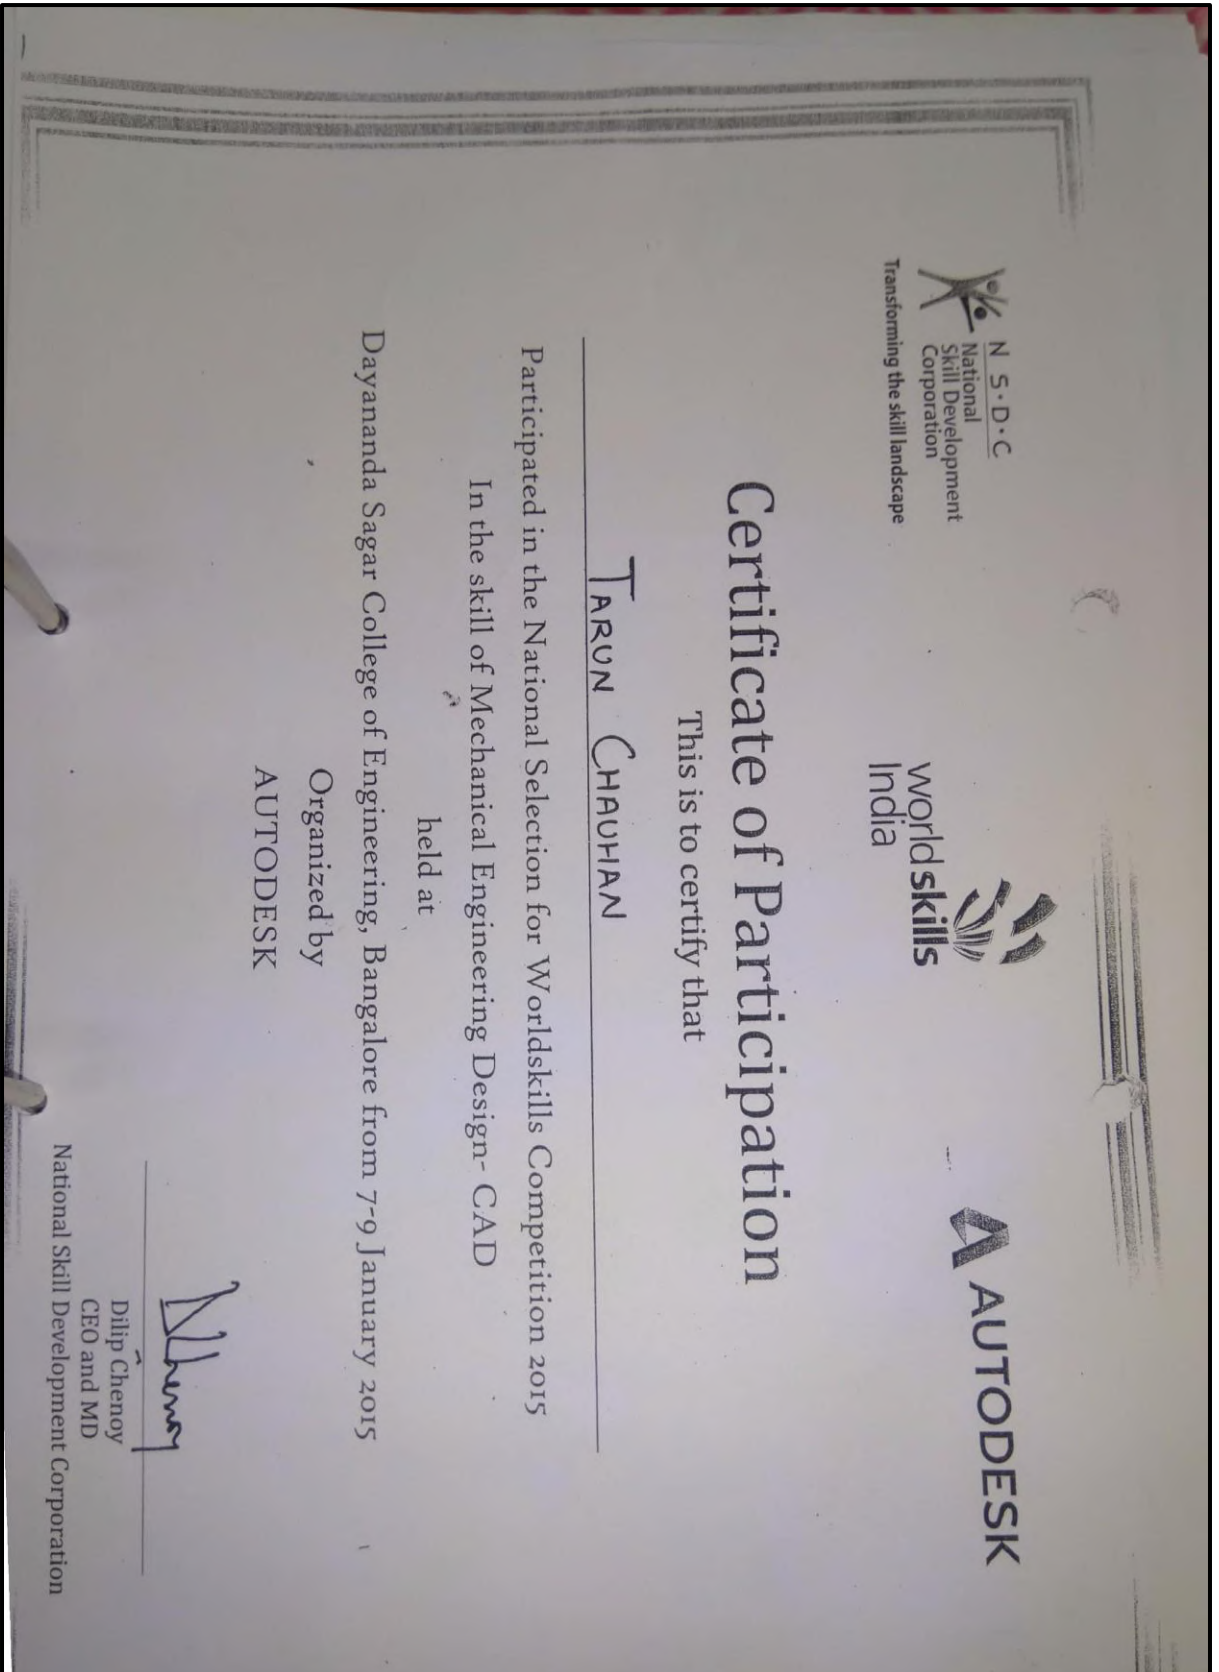 N S·D·C
National
Skill Development
Corporation
Transforming the skill landscape
worldskills
India
AUTODESK
Certificate of Participation
This is to certify that
TARUN CHAUHAN
Participated in the National Selection for Worldskills Competition 2015
In the skill of Mechanical Engineering Design- CAD
held at
Dayananda Sagar College of Engineering, Bangalore from 7-9 January 2015
Organized by
AUTODESK
DChenoy
Dilip Chenoy
CEO and MD
National Skill Development Corporation